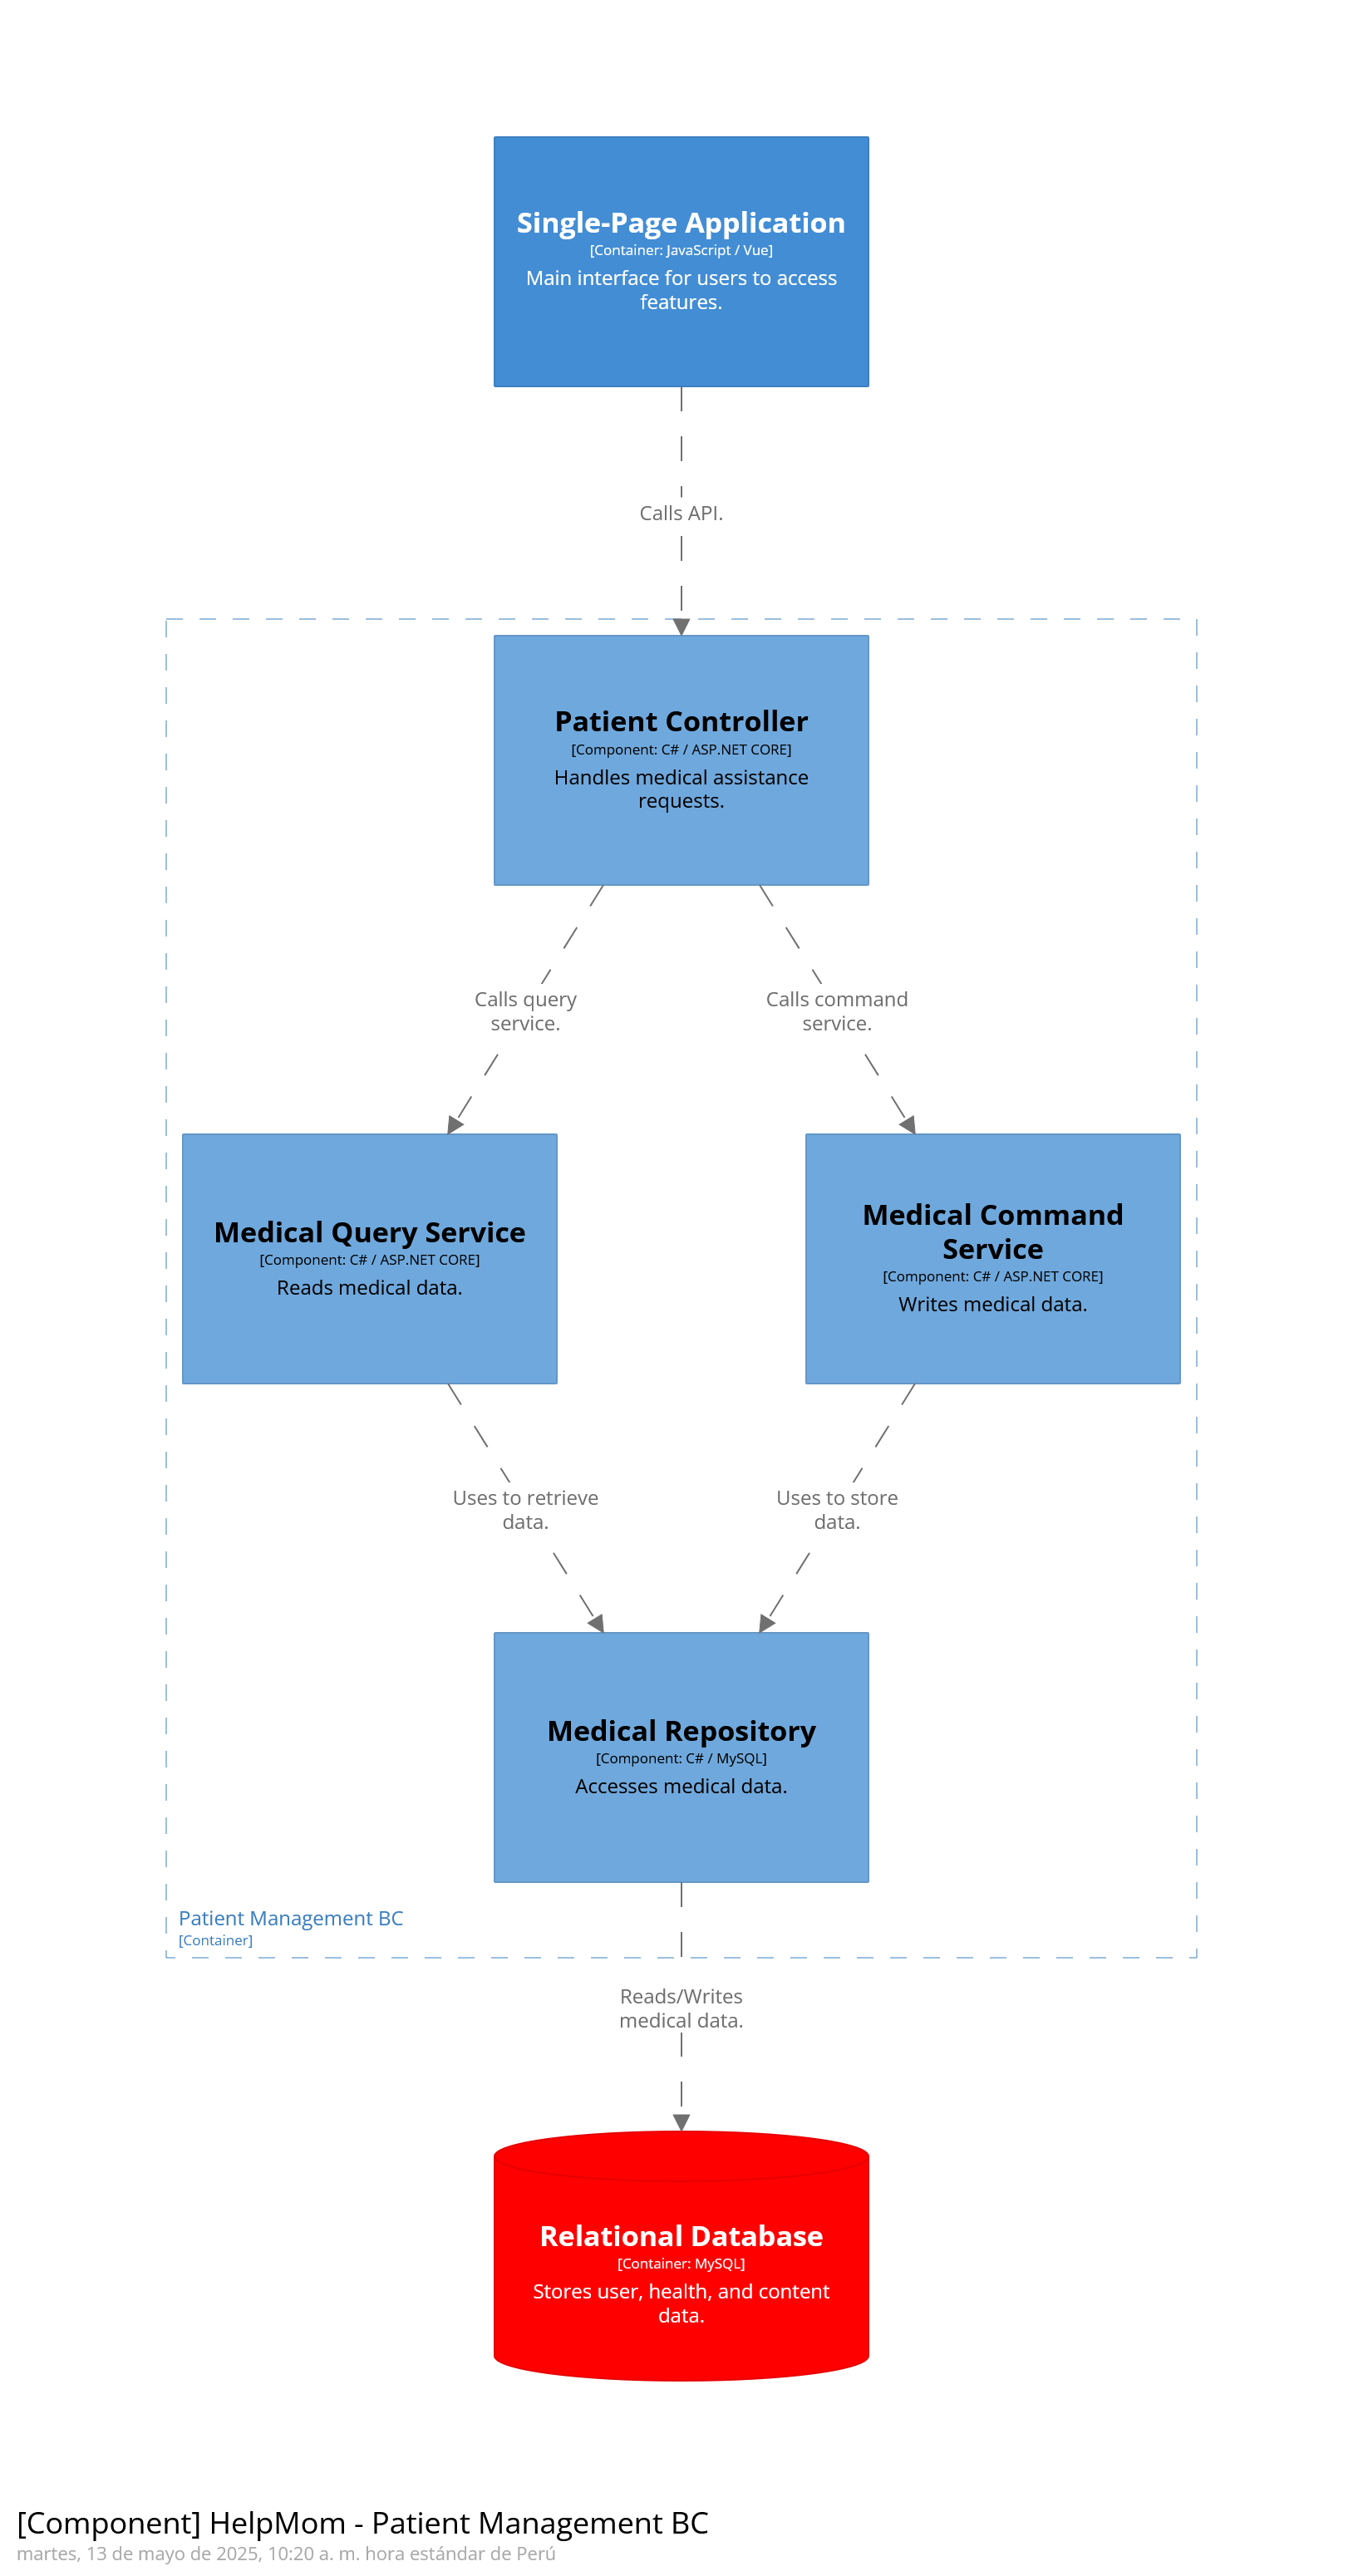 Single-Page Application
[Container: JavaScript / Vue]
Main interface for users to access
features.
Calls API.
Patient Controller
[Component: C# / ASP.NET CORE]
Handles medical assistance
requests.
Calls query
service.
Calls command
service.
Medical Query Service
[Component: C# / ASP.NET CORE]
Reads medical data.
Medical Command
Service
[Component: C# / ASP.NET CORE]
Writes medical data.
Uses to retrieve
data.
Uses to store
data.
Medical Repository
[Component: C# / MySQL]
Accesses medical data.
Patient Management BC
[Container]
Reads/Writes
medical data.
Relational Database
[Container: MySQL]
Stores user, health, and content
data.
[Component] HelpMom - Patient Management BC
martes, 13 de mayo de 2025, 10:20 a. m. hora estándar de Perú